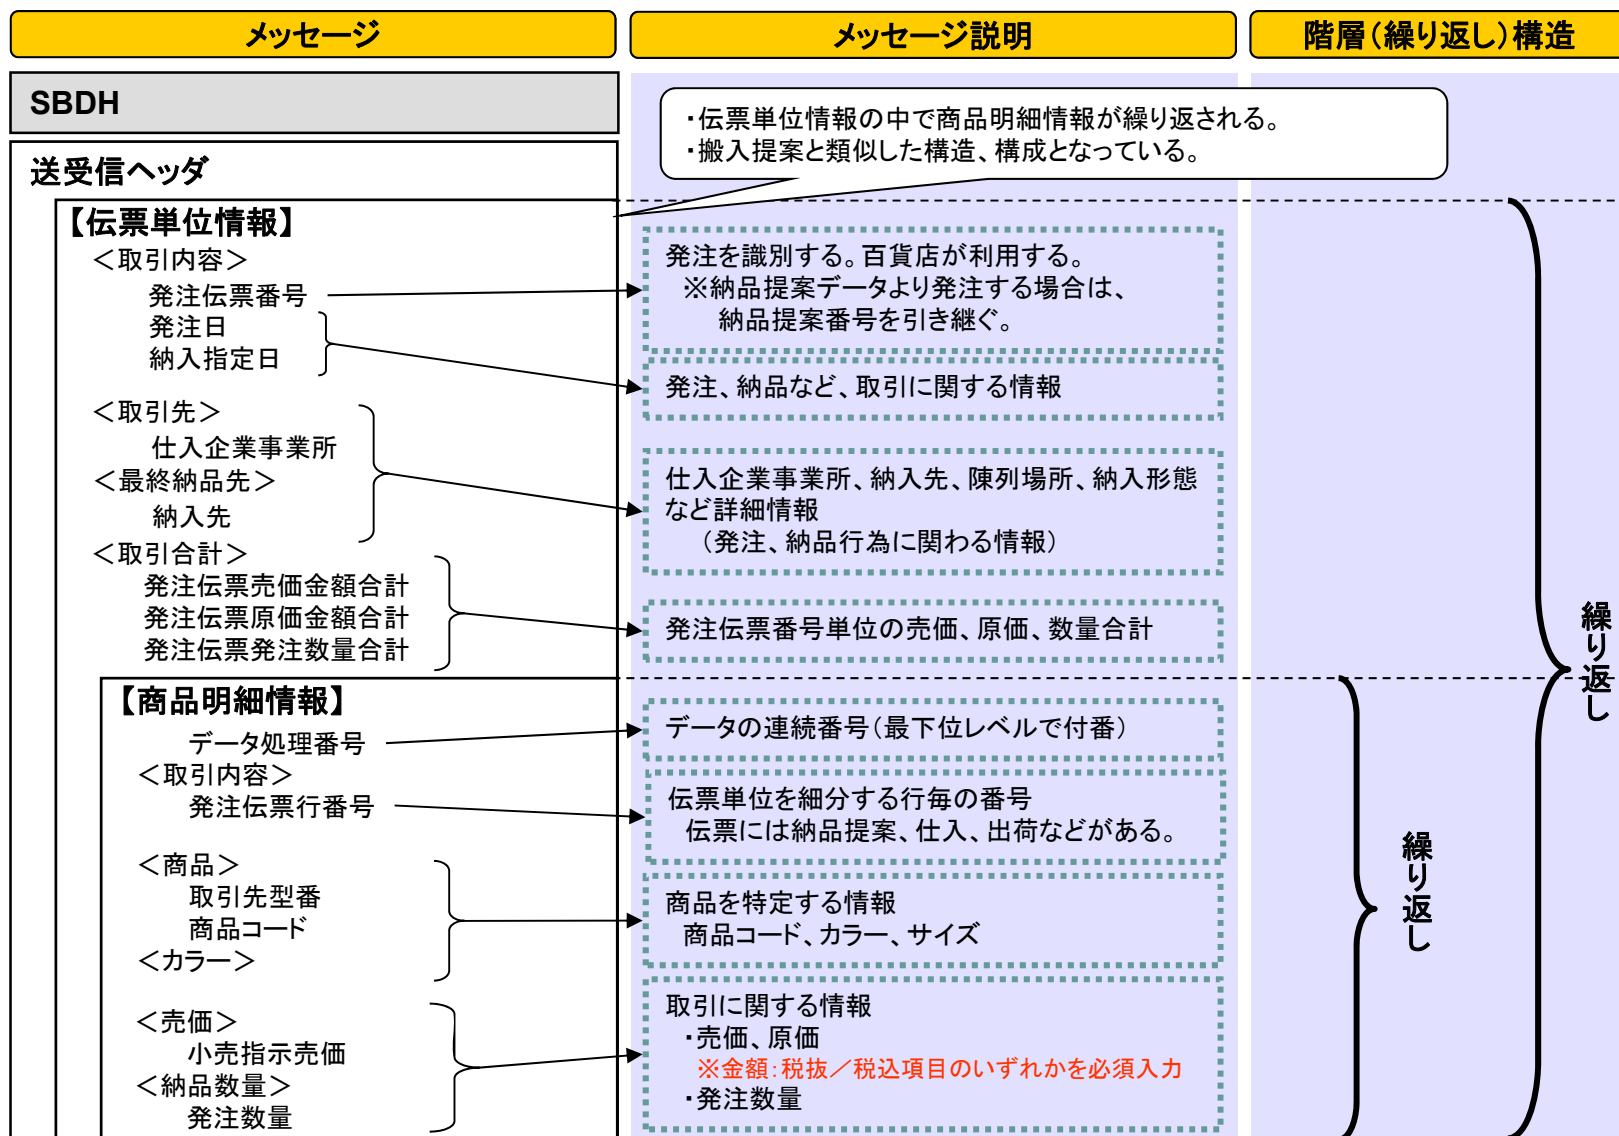 メッセージ
メッセージ説明
階層（繰り返し）構造
SBDH
・伝票単位情報の中で商品明細情報が繰り返される。
・搬入提案と類似した構造、構成となっている。
送受信ヘッダ
【伝票単位情報】
＜取引内容＞
発注伝票番号
発注日
納入指定日
＜取引先＞
仕入企業事業所
＜最終納品先＞
納入先
＜取引合計＞
発注伝票売価金額合計
発注伝票原価金額合計
発注伝票発注数量合計
【商品明細情報】
データ処理番号
＜取引内容＞
発注伝票行番号
＜商品＞
取引先型番
商品コード
＜カラー＞
＜売価＞
小売指示売価
＜納品数量＞
発注数量
発注を識別する。百貨店が利用する。
※納品提案データより発注する場合は、
納品提案番号を引き継ぐ。
発注、納品など、取引に関する情報
仕入企業事業所、納入先、陳列場所、納入形態
など詳細情報
（発注、納品行為に関わる情報）
発注伝票番号単位の売価、原価、数量合計
データの連続番号（最下位レベルで付番）
伝票単位を細分する行毎の番号
伝票には納品提案、仕入、出荷などがある。
商品を特定する情報
商品コード、カラー、サイズ
取引に関する情報
・売価、原価
※金額：税抜／税込項目のいずれかを必須入力
・発注数量
繰り返し
繰り返し